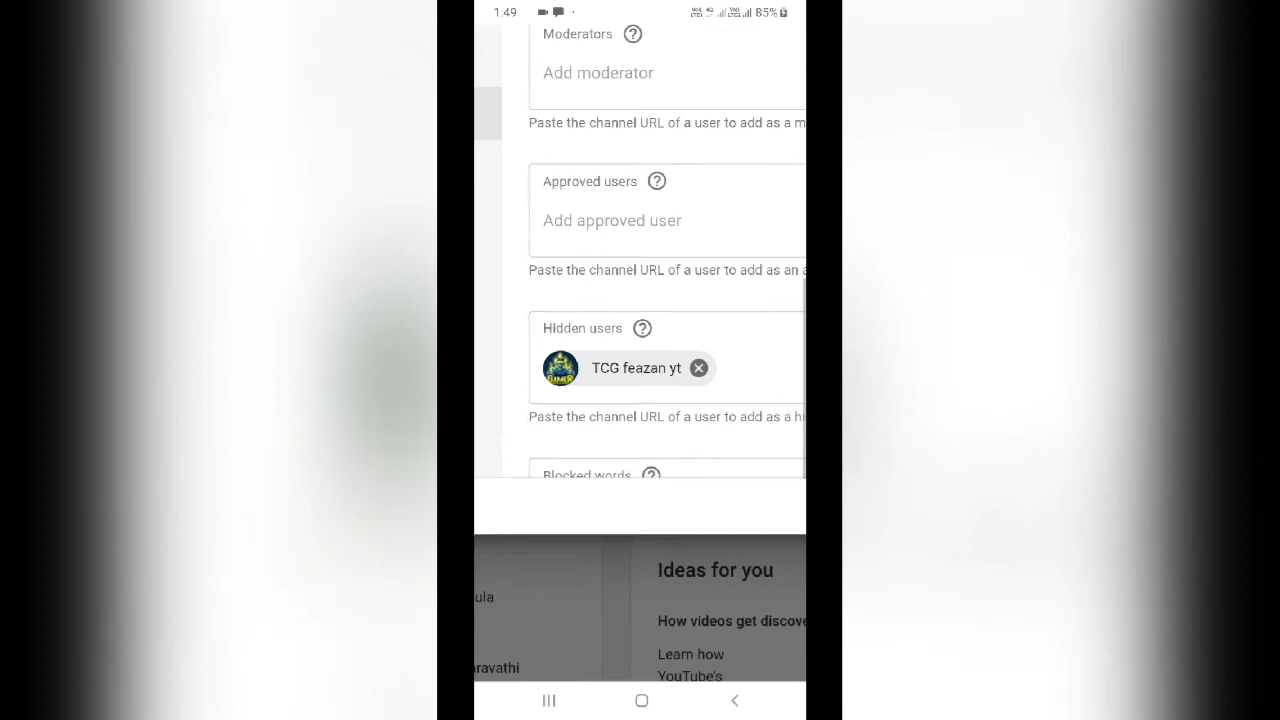 1:49
85%
Moderators
Add moderator
Paste the channel URL of a user to add as a m
Approved users
Add approved user
Paste the channel URL of a user to add as an a
Hidden users
TCG feazan yt
Paste the channel URL of a user to add as a hi
Blocked words
Ideas for you
ula
How videos get discove
Learn how
aravathi
YouTube's